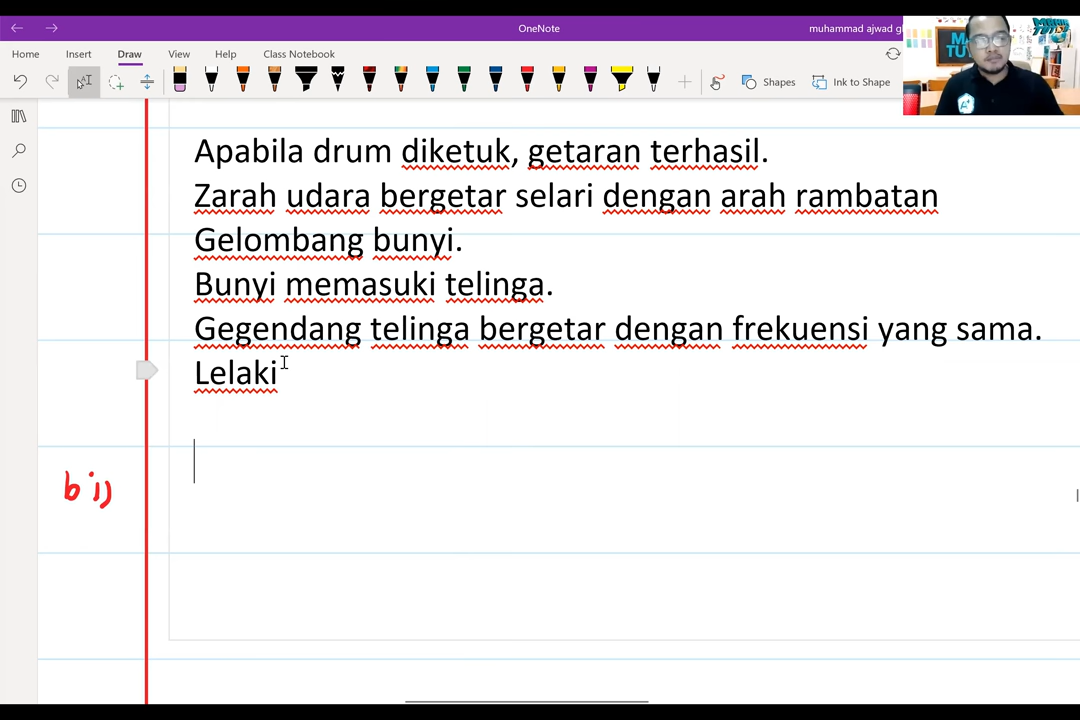 OneNote
muhammad ajwad
Home Insert Draw View Help Class Notebook
Shapes Ink to Shape
Apabila drum diketuk, getaran terhasil.
Zarah udara bergetar selari dengan arah rambatan
Gelombang bunyi.
Bunyi memasuki telinga.
Gegendang telinga bergetar dengan frekuensi yang sama.
Lelaki
b ii)